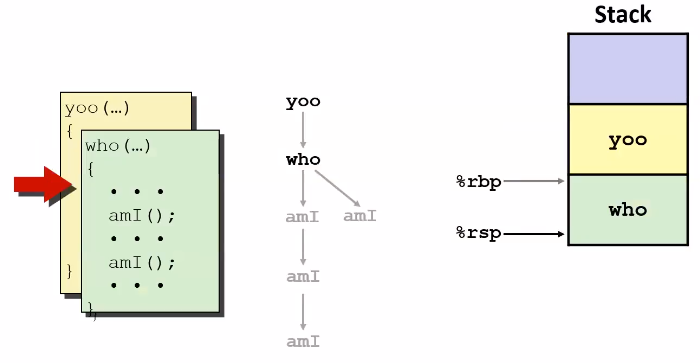 Stack
yoo(…)
{
}
who(…)
{
• • •
amI();
• • •
amI();
• • •
}
yoo
who
amI amI
amI
amI
yoo
%rbp
who
%rsp